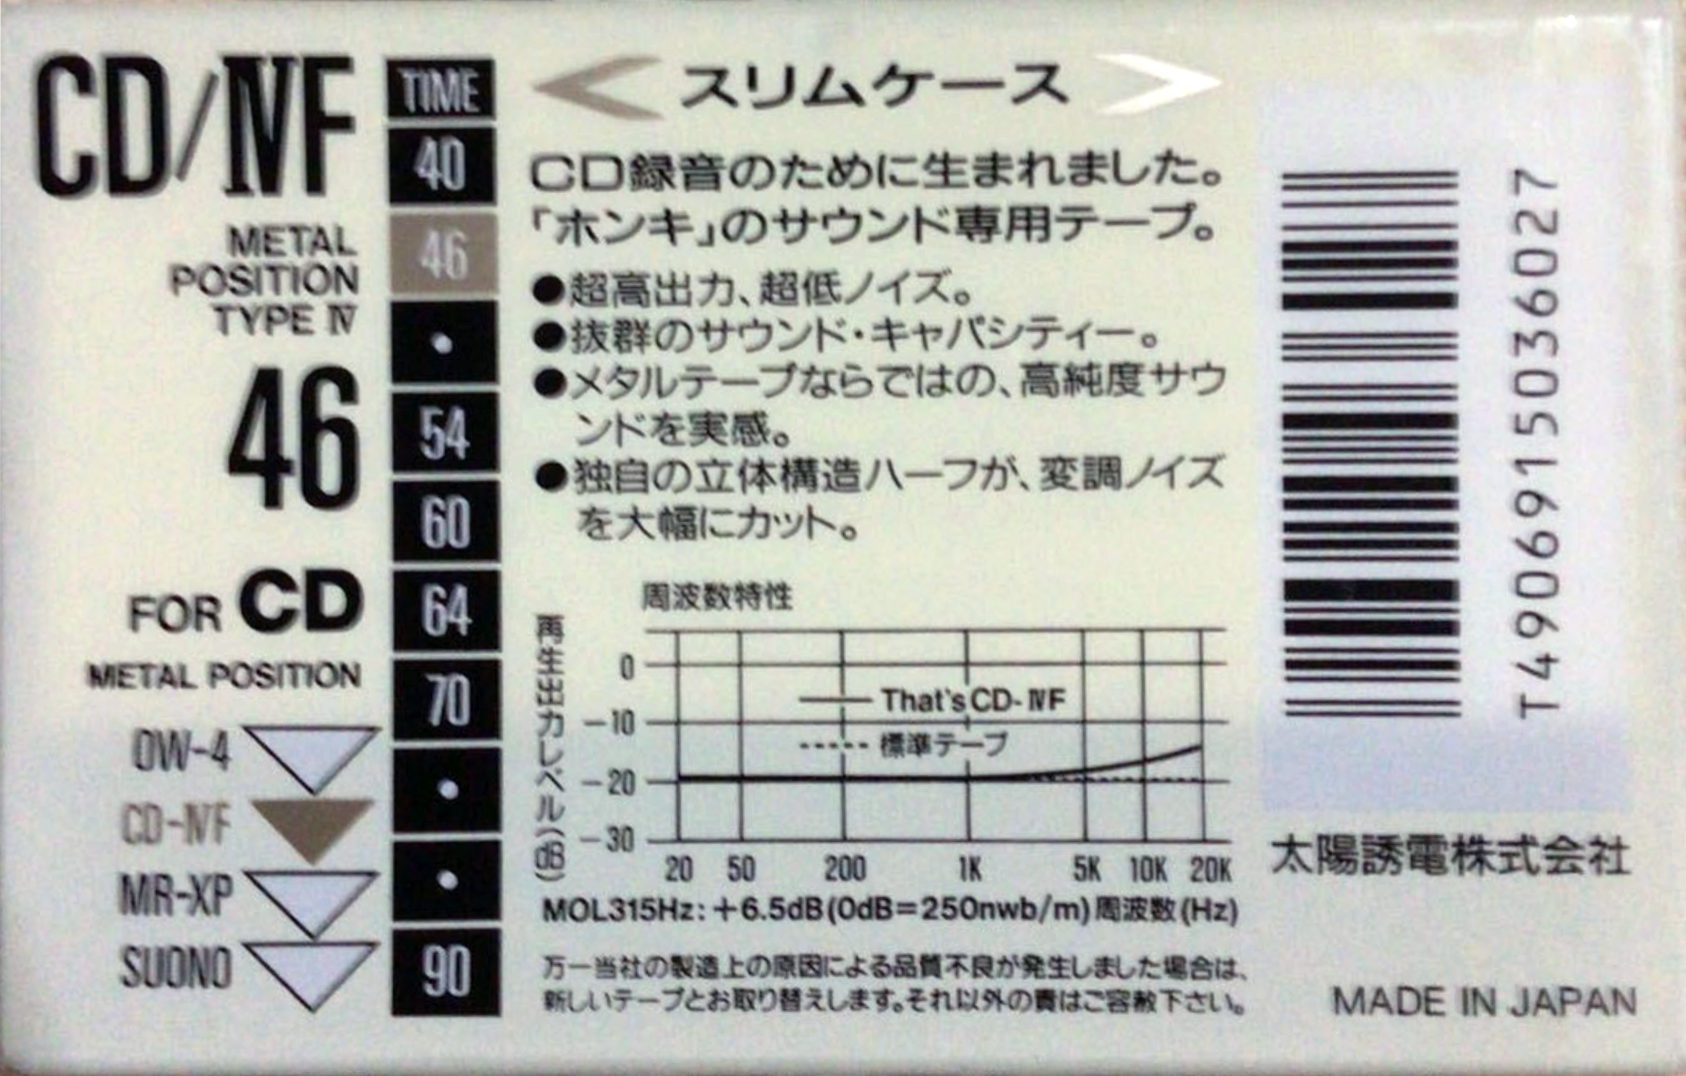 CD/ⅣF
METAL
POSITION
TYPE Ⅳ
46
FOR CD
METAL POSITION
OW-4
CD-ⅣF
MR-XP
SUONO
TIME
40
46
•
54
60
64
70
•
•
90
スリムケース
CD録音のために生まれました。
「ホンキ」のサウンド専用テープ。
●超高出力、超低ノイズ。
●抜群のサウンド・キャパシティー。
●メタルテープならではの、高純度サウ
ンドを実感。
●独自の立体構造ハーフが、変調ノイズ
を大幅にカット。
周波数特性
再生出力レベル(dB)
0
-10
-20
-30
That's CD-ⅣF
標準テープ
20 50 200 1K 5K 10K 20K
MOL315Hz:+6.5dB(0dB=250nwb/m) 周波数(Hz)
万一当社の製造上の原因による品質不良が発生しました場合は、
新しいテープとお取り替えします。それ以外の責はご容赦下さい。
T4906915036027
太陽誘電株式会社
MADE IN JAPAN